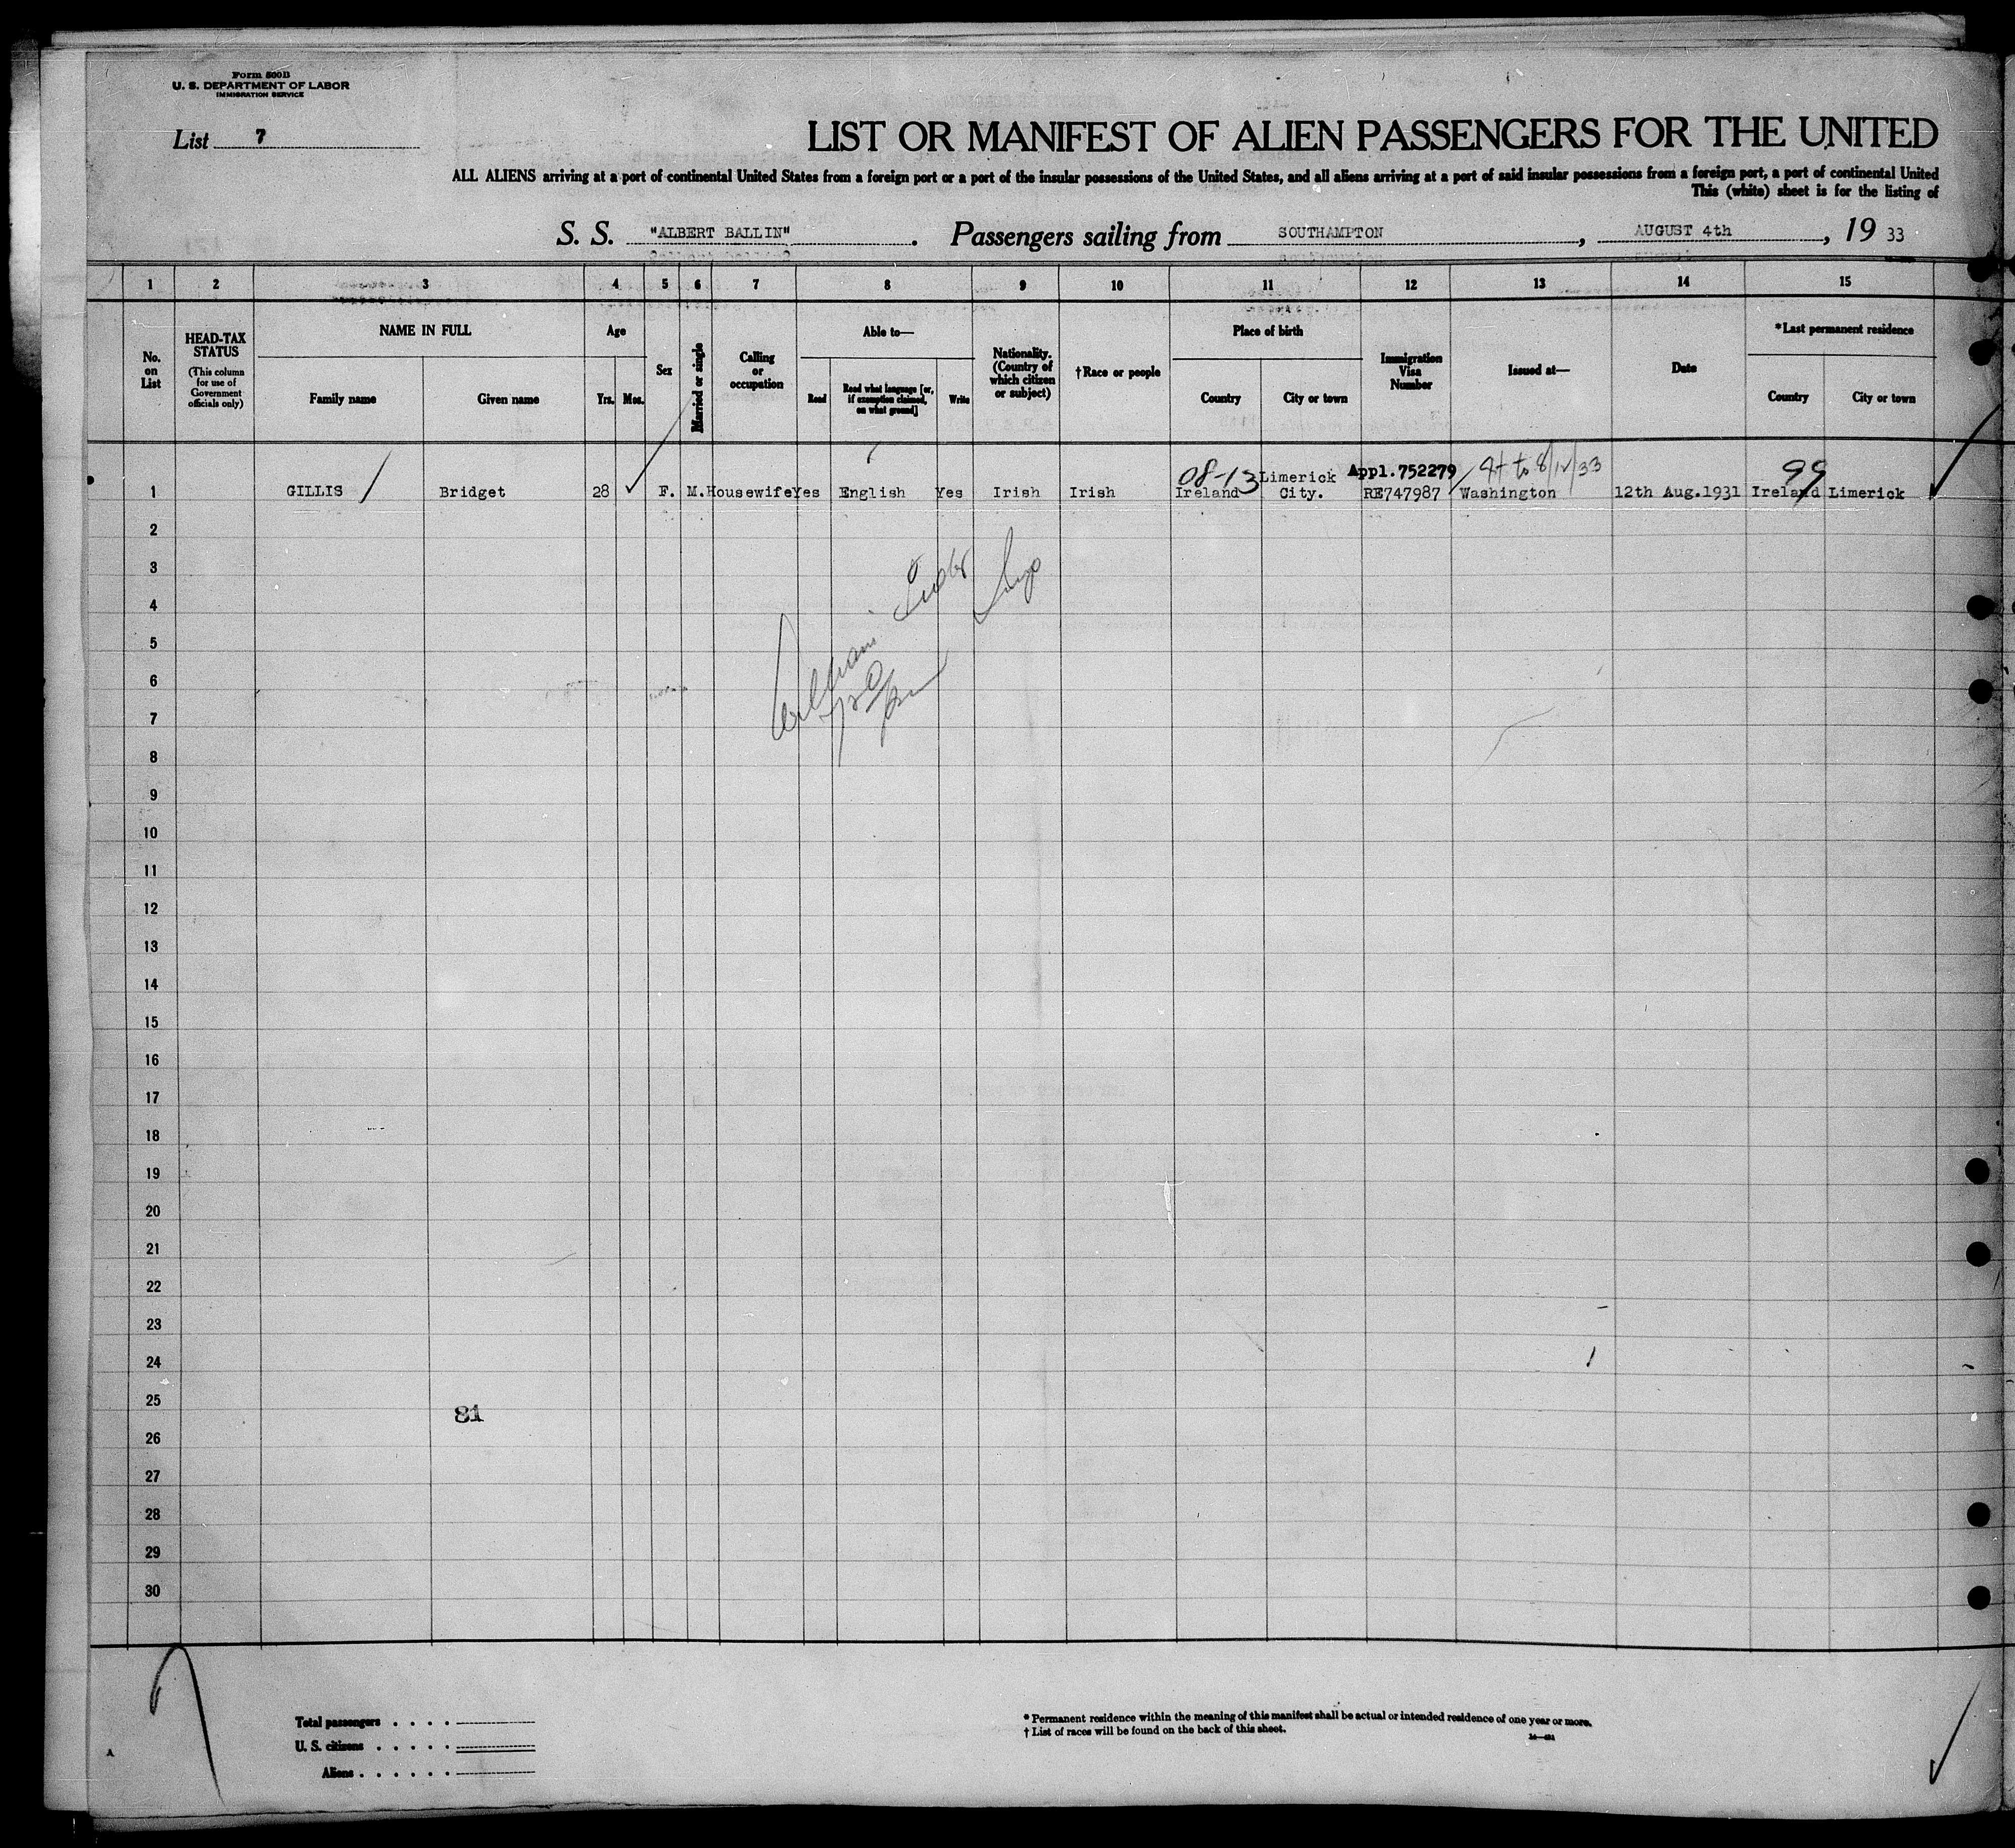 Form 500B
U. S. DEPARTMENT OF LABOR
IMMIGRATION SERVICE
List 7
LIST OR MANIFEST OF ALIEN PASSENGERS FOR THE UNITED
ALL ALIENS arriving at a port of continental United States from a foreign port or a port of the insular possessions of the United States, and all aliens arriving at a port of said insular possessions from a foreign port, a port of continental United
This (white) sheet is for the listing of
S. S. "ALBERT BALLIN". Passengers sailing from SOUTHAMPTON, AUGUST 4th, 19 33
1 2 3 4 5 6 7 8 9 10 11 12 13 14 15
No. on List
HEAD-TAX STATUS
(This column for use of Government officials only)
NAME IN FULL
Family name Given name
Age
Yrs. Mos.
Sex
Married or single
Calling or occupation
Able to—
Read Read what language [or, if exemption claimed, on what ground] Write
Nationality. (Country of which citizen or subject)
†Race or people
Place of birth
Country City or town
Immigration Visa Number
Issued at—
Date
*Last permanent residence
Country City or town
08-13 Limerick Appl.752279 99
1 GILLIS Bridget 28 F. M. Housewife Yes English Yes Irish Irish Ireland City. RE747987 Washington 12th Aug.1931 Ireland Limerick
2
3
4
5
6
7
8
9
10
11
12
13
14
15
16
17
18
19
20
21
22
23
24
25
81
26
27
28
29
30
Total passengers . . . .
U. S. citizens . . . . .
Aliens . . . . . .
* Permanent residence within the meaning of this manifest shall be actual or intended residence of one year or more.
† List of races will be found on the back of this sheet.
A